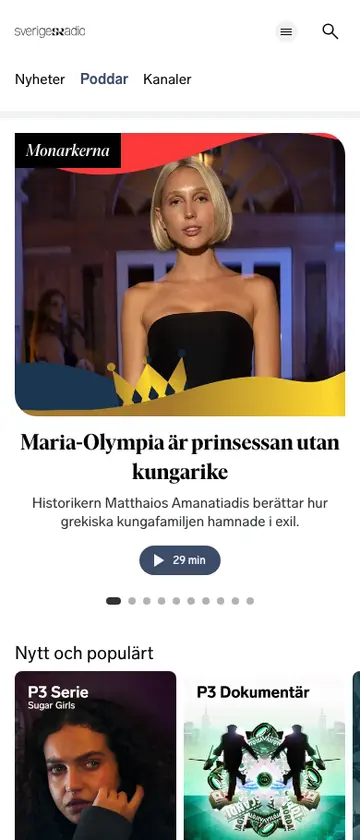 sverigesradio
Nyheter Poddar Kanaler
Monarkerna
Maria-Olympia är prinsessan utan
kungarike
Historikern Matthaios Amanatiadis berättar hur
grekiska kungafamiljen hamnade i exil.
29 min
Nytt och populärt
P3 Serie
Sugar Girls
P3 Dokumentär